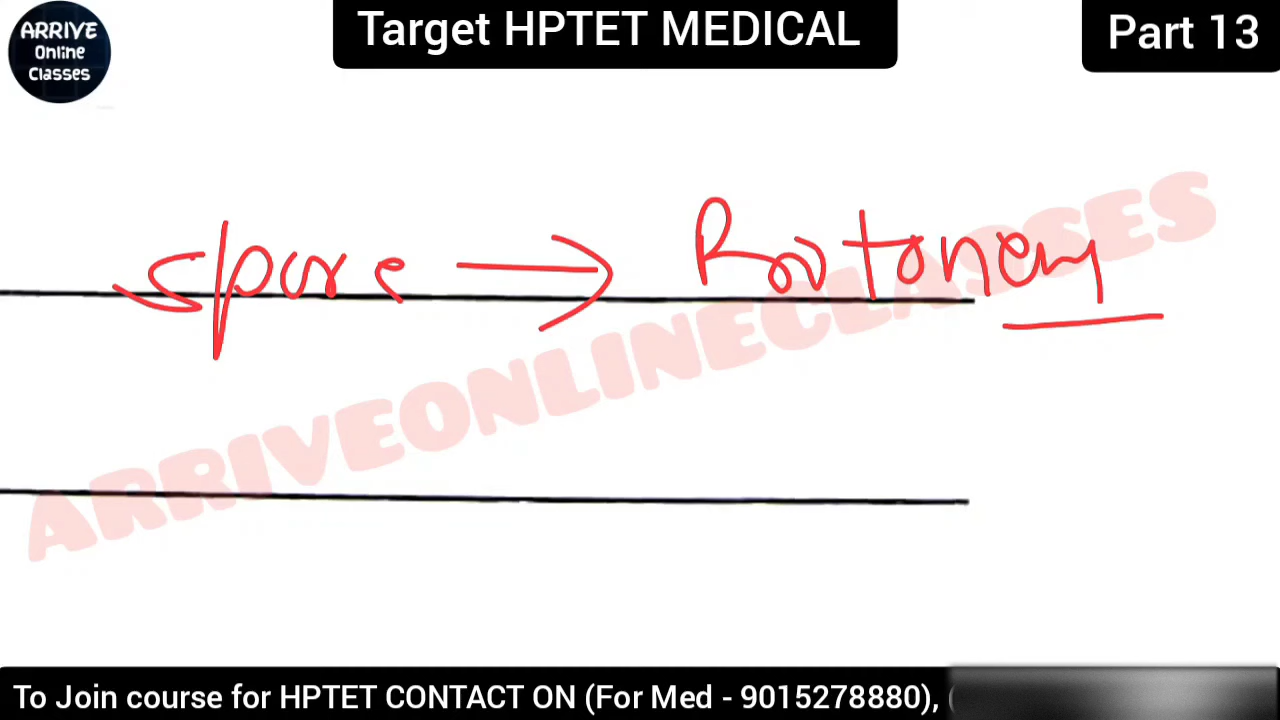 ARRIVE
Online
Classes
Target HPTET MEDICAL
Part 13
spore →
ARRIVEONLINECLASSES
To Join course for HPTET CONTACT ON (For Med - 9015278880), (